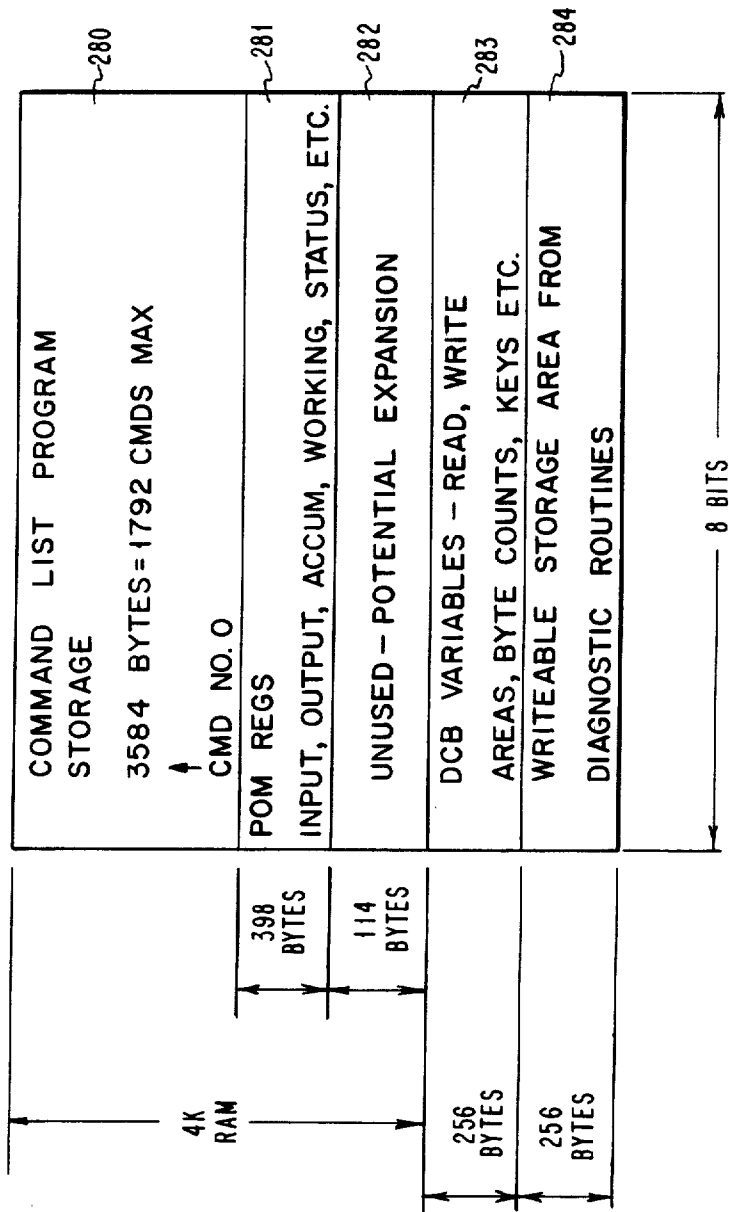 COMMAND LIST PROGRAM
STORAGE
3584 BYTES=1792 CMDS MAX
CMD NO. 0
280
POM REGS
INPUT, OUTPUT, ACCUM, WORKING, STATUS, ETC.
281
UNUSED-POTENTIAL EXPANSION
282
DCB VARIABLES - READ, WRITE
AREAS, BYTE COUNTS, KEYS ETC.
283
WRITEABLE STORAGE AREA FROM
DIAGNOSTIC ROUTINES
284
4K
RAM
398
BYTES
114
BYTES
256
BYTES
256
BYTES
8 BITS